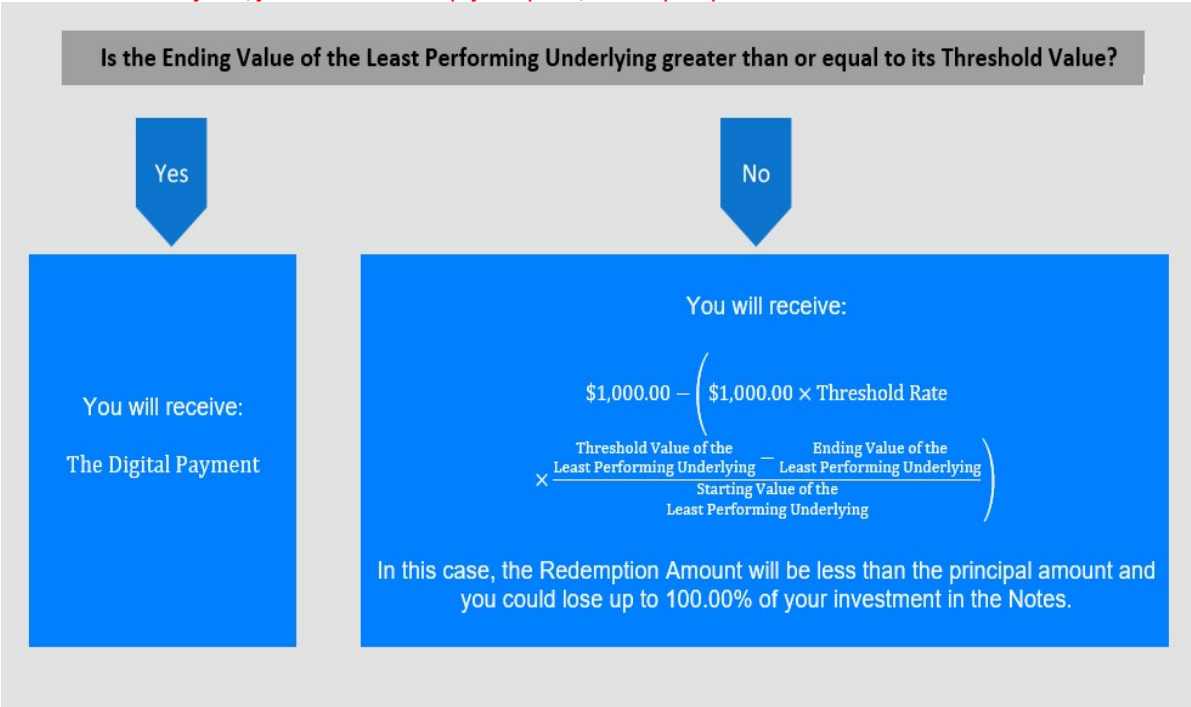 Is the Ending Value of the Least Performing Underlying greater than or equal to its Threshold Value?
Yes
No
You will receive:
The Digital Payment
You will receive:
$1,000.00 − ($1,000.00 × Threshold Rate
× Threshold Value of the Least Performing Underlying − Ending Value of the Least Performing Underlying
Starting Value of the
Least Performing Underlying )
In this case, the Redemption Amount will be less than the principal amount and
you could lose up to 100.00% of your investment in the Notes.